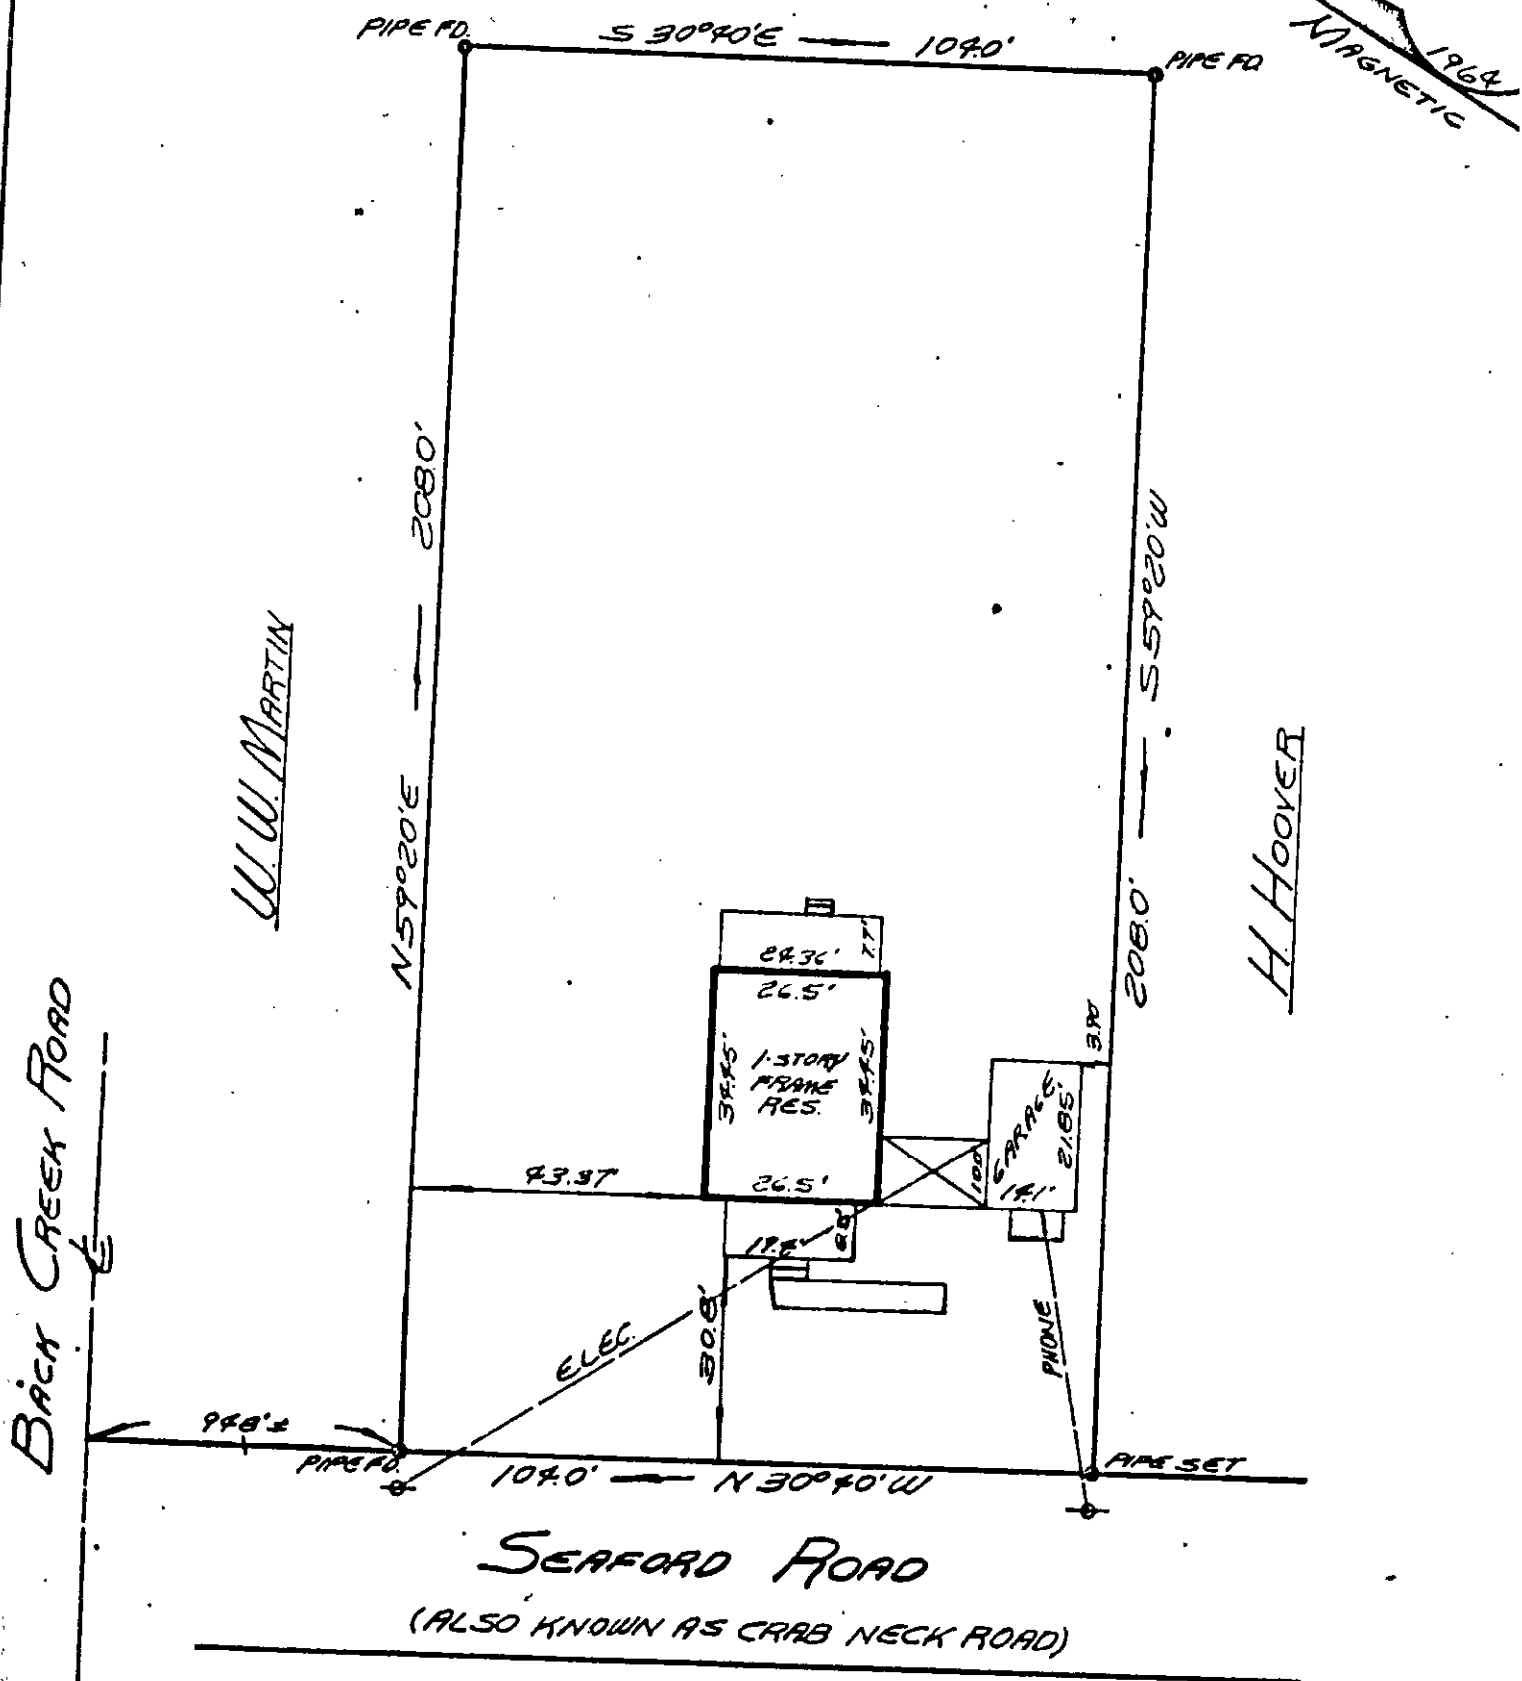 PIPE FD.
S 30°40'E — 104.0'
PIPE FD
MAGNETIC
1964
208.0'
N59°20'E
S 59°20'W
208.0'
W.W. MARTIN
H. HOOVER
7.7'
24.36'
26.5'
34.45'
1-STORY
FRAME
RES.
34.45'
3.90
GARAGE
21.85'
14.1'
10.0'
43.37'
26.5'
8.8'
30.8'
ELEC.
PHONE
BACK CREEK ROAD
948'±
PIPE FD.
104.0' — N 30°40'W
PIPE SET
SEAFORD ROAD
(ALSO KNOWN AS CRAB NECK ROAD)